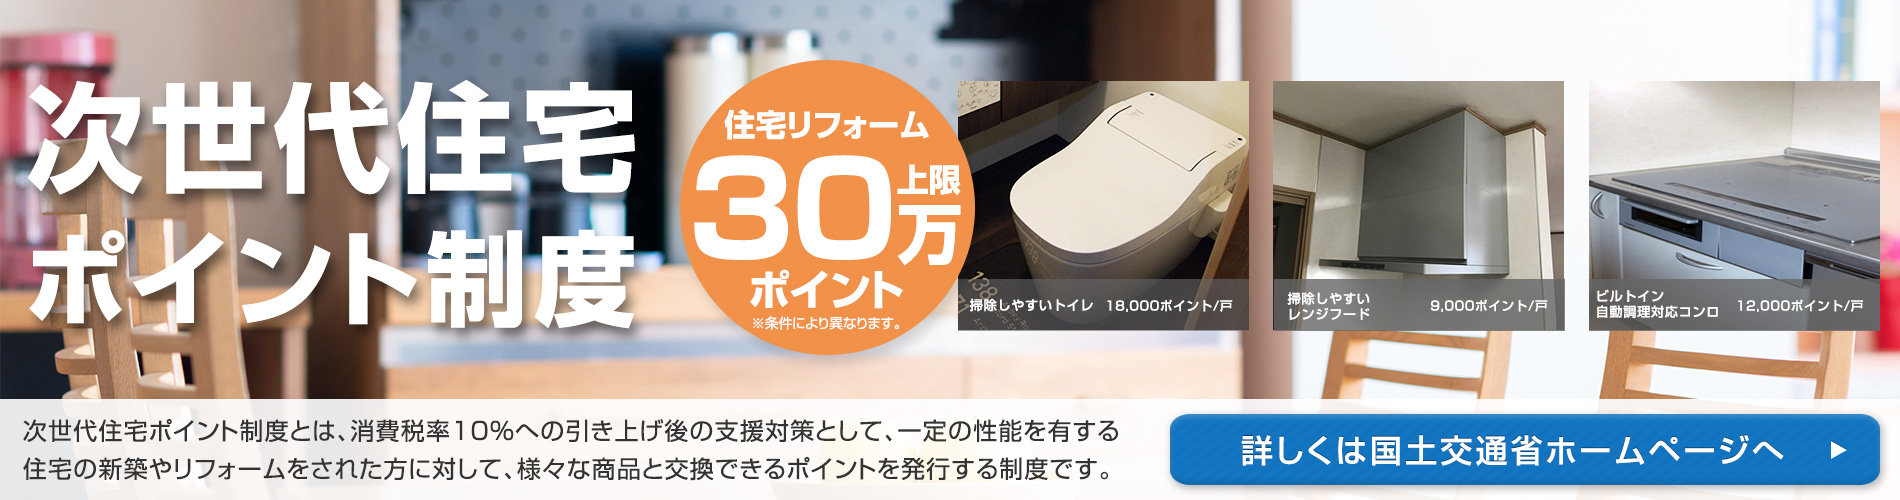 次世代住宅
ポイント制度
住宅リフォーム
上限
30万
ポイント
※条件により異なります。
掃除しやすいトイレ 18,000ポイント/戸
掃除しやすい
レンジフード 9,000ポイント/戸
ビルトイン
自動調理対応コンロ 12,000ポイント/戸
次世代住宅ポイント制度とは、消費税率10%への引き上げ後の支援対策として、一定の性能を有する
住宅の新築やリフォームをされた方に対して、様々な商品と交換できるポイントを発行する制度です。
詳しくは国土交通省ホームページへ